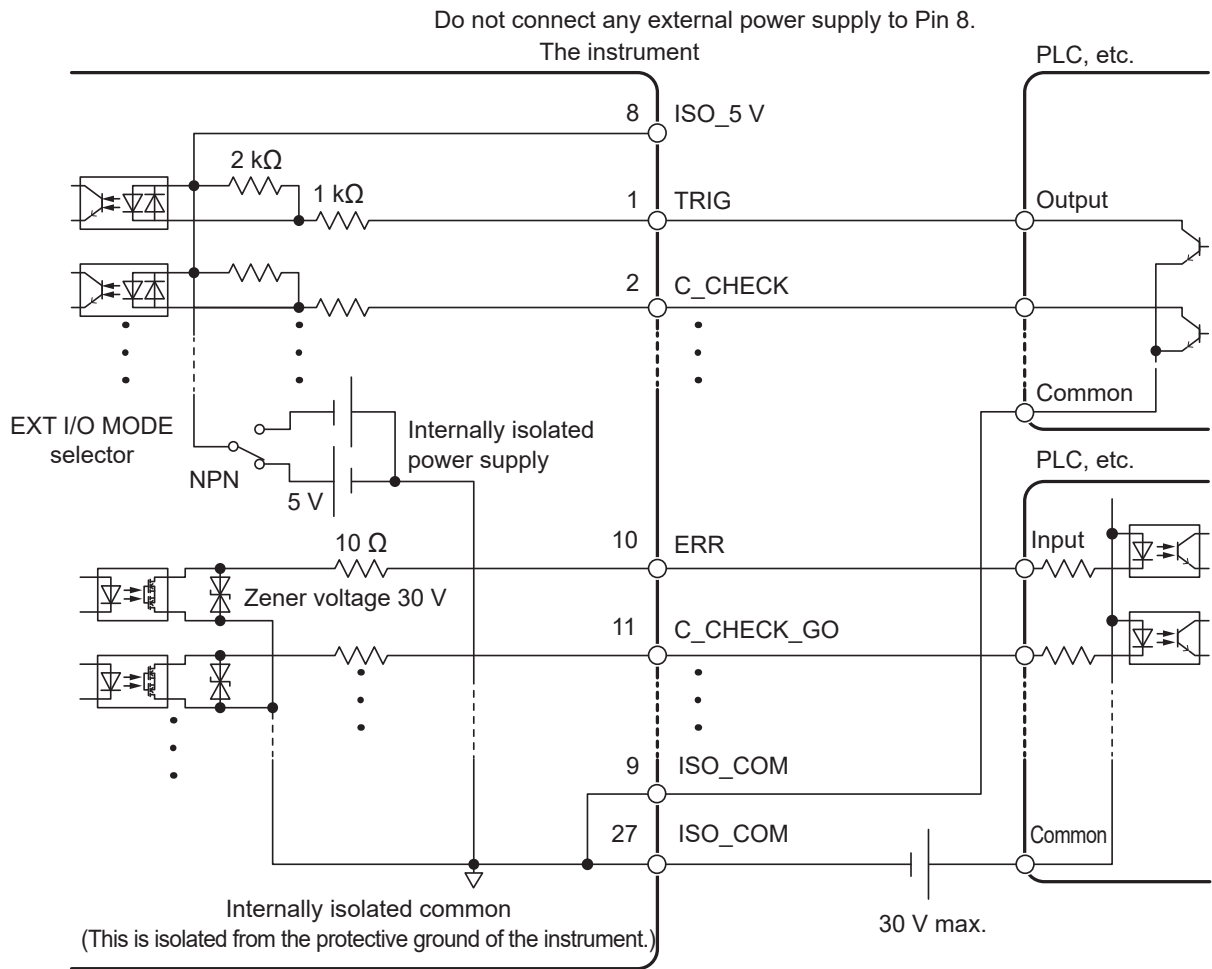 Do not connect any external power supply to Pin 8.
The instrument
PLC, etc.
8
ISO_5 V
2 kΩ
1 kΩ
1
TRIG
Output
2
C_CHECK
Common
EXT I/O MODE
selector
NPN
5 V
Internally isolated
power supply
PLC, etc.
10 Ω
10
ERR
Input
Zener voltage 30 V
11
C_CHECK_GO
9
ISO_COM
27
ISO_COM
Common
30 V max.
Internally isolated common
(This is isolated from the protective ground of the instrument.)